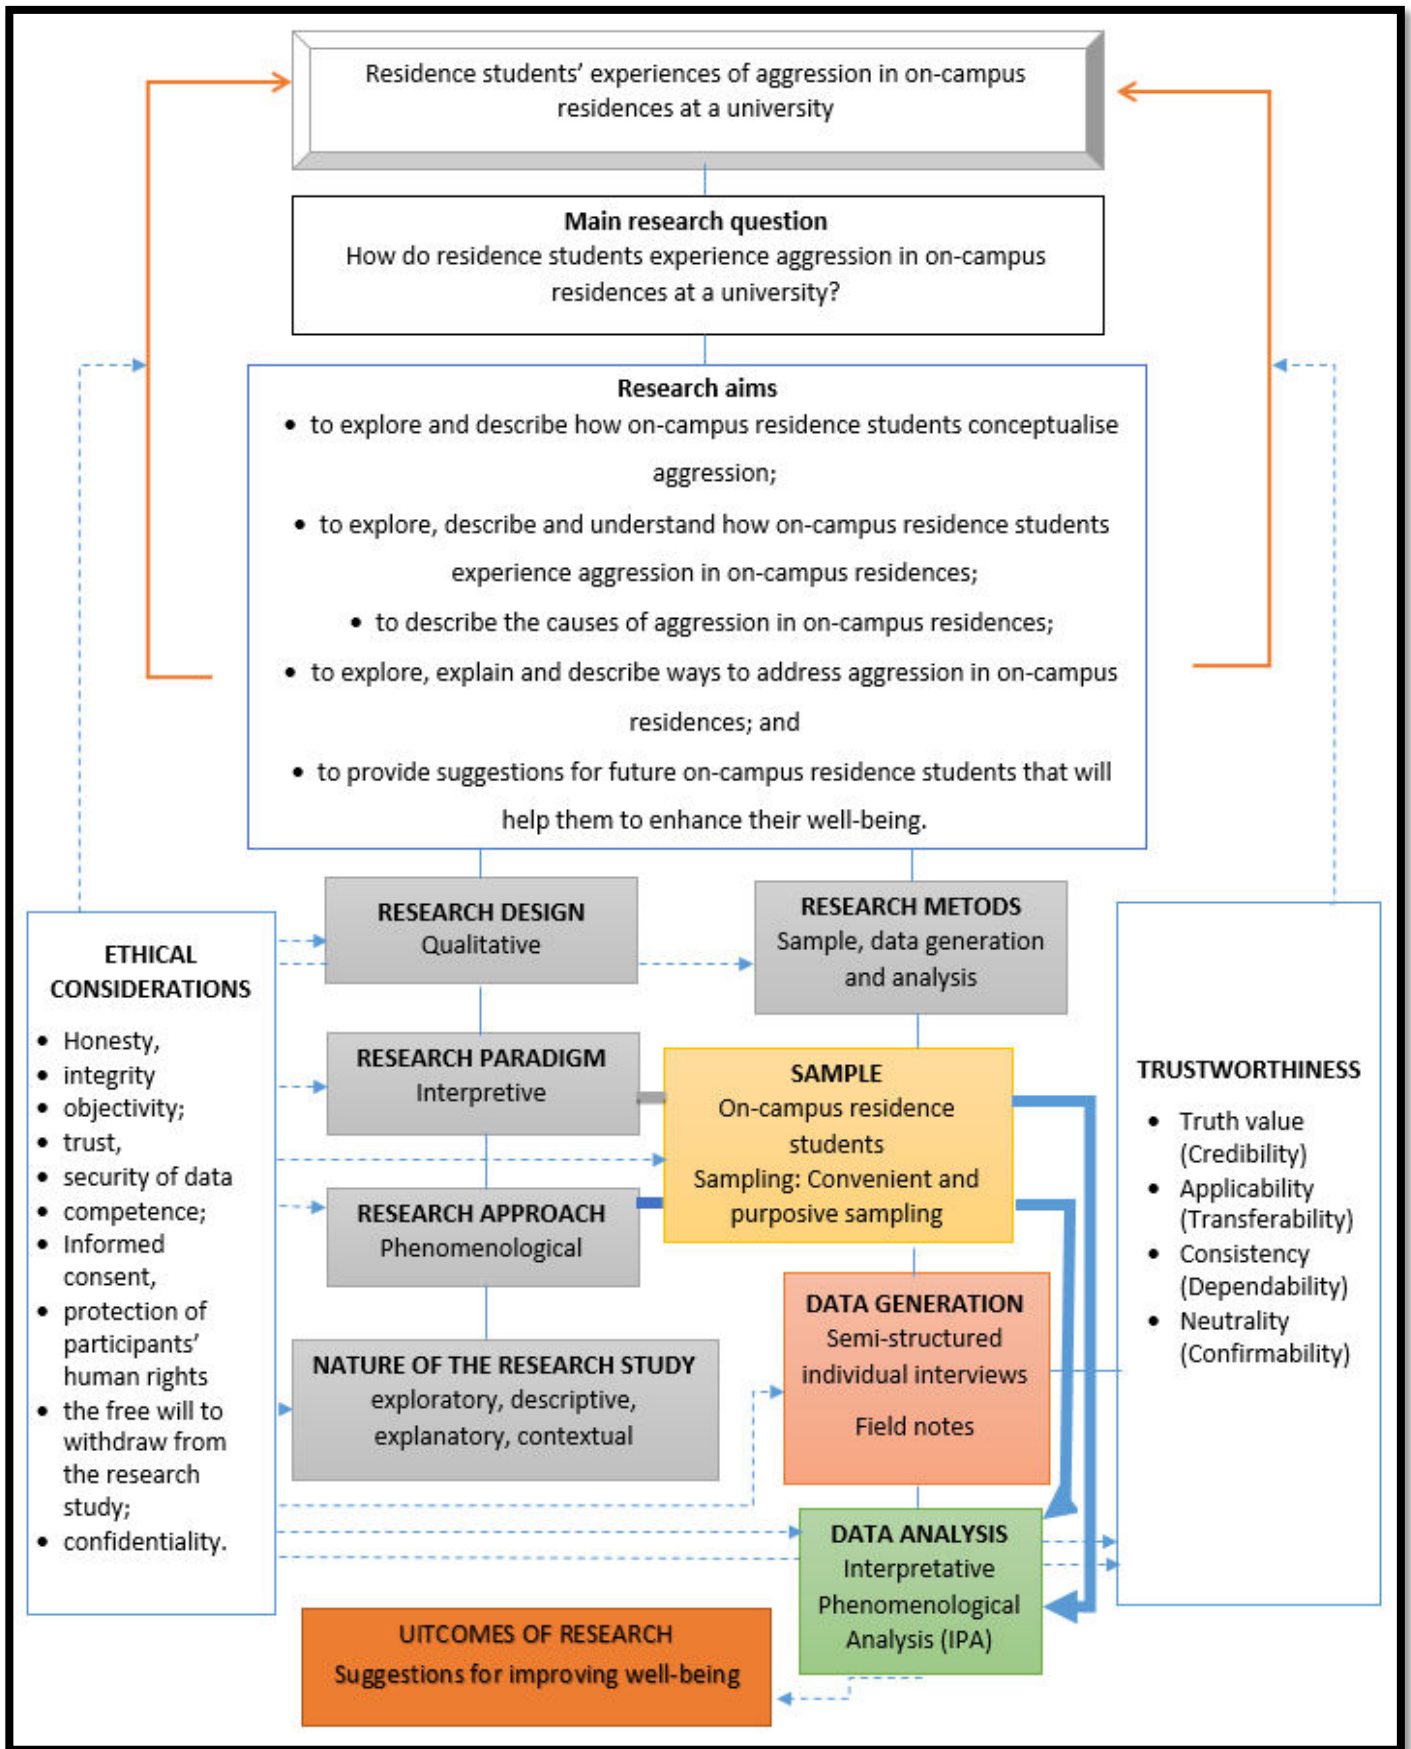 Residence students’ experiences of aggression in on-campus
residences at a university
Main research question
How do residence students experience aggression in on-campus
residences at a university?
Research aims
• to explore and describe how on-campus residence students conceptualise
aggression;
• to explore, describe and understand how on-campus residence students
experience aggression in on-campus residences;
• to describe the causes of aggression in on-campus residences;
• to explore, explain and describe ways to address aggression in on-campus
residences; and
• to provide suggestions for future on-campus residence students that will
help them to enhance their well-being.
ETHICAL
CONSIDERATIONS
• Honesty,
• integrity
• objectivity;
• trust,
• security of data
• competence;
• Informed
consent,
• protection of
participants’
human rights
• the free will to
withdraw from
the research
study;
• confidentiality.
RESEARCH DESIGN
Qualitative
RESEARCH PARADIGM
Interpretive
RESEARCH APPROACH
Phenomenological
NATURE OF THE RESEARCH STUDY
exploratory, descriptive,
explanatory, contextual
RESEARCH METODS
Sample, data generation
and analysis
SAMPLE
On-campus residence
students
Sampling: Convenient and
purposive sampling
DATA GENERATION
Semi-structured
individual interviews
Field notes
DATA ANALYSIS
Interpretative
Phenomenological
Analysis (IPA)
TRUSTWORTHINESS
• Truth value
(Credibility)
• Applicability
(Transferability)
• Consistency
(Dependability)
• Neutrality
(Confirmability)
UITCOMES OF RESEARCH
Suggestions for improving well-being